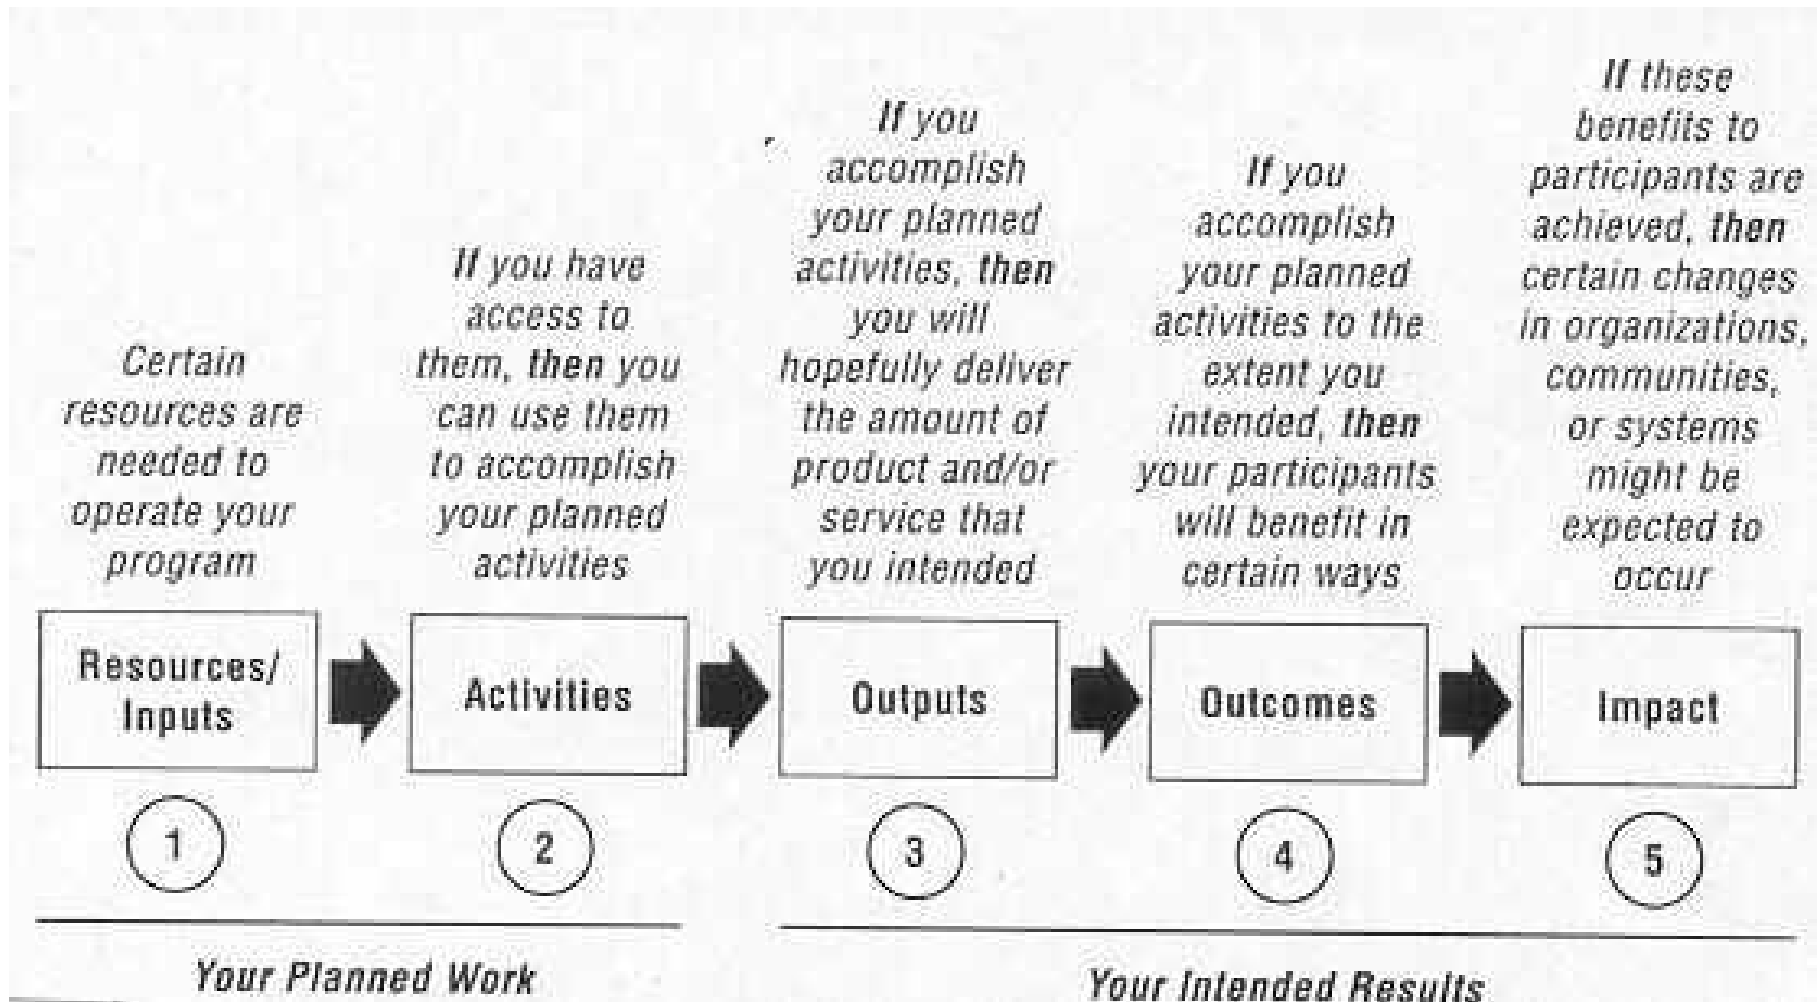 Certain
resources are
needed to
operate your
program
If you have
access to
them, then you
can use them
to accomplish
your planned
activities
If you
accomplish
your planned
activities, then
you will
hopefully deliver
the amount of
product and/or
service that
you intended
If you
accomplish
your planned
activities to the
extent you
intended, then
your participants
will benefit in
certain ways
If these
benefits to
participants are
achieved, then
certain changes
in organizations,
communities,
or systems
might be
expected to
occur
Resources/
Inputs
Activities
Outputs
Outcomes
Impact
1
2
3
4
5
Your Planned Work
Your Intended Results